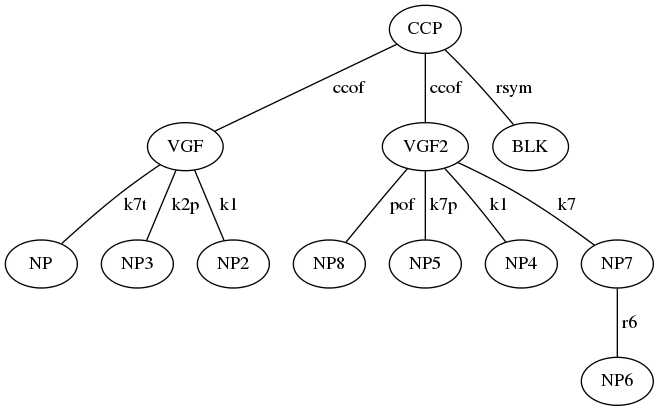 CCP
ccof ccof rsym
VGF VGF2 BLK
k7t k2p k1 pof k7p k1 k7
NP NP3 NP2 NP8 NP5 NP4 NP7
r6
NP6